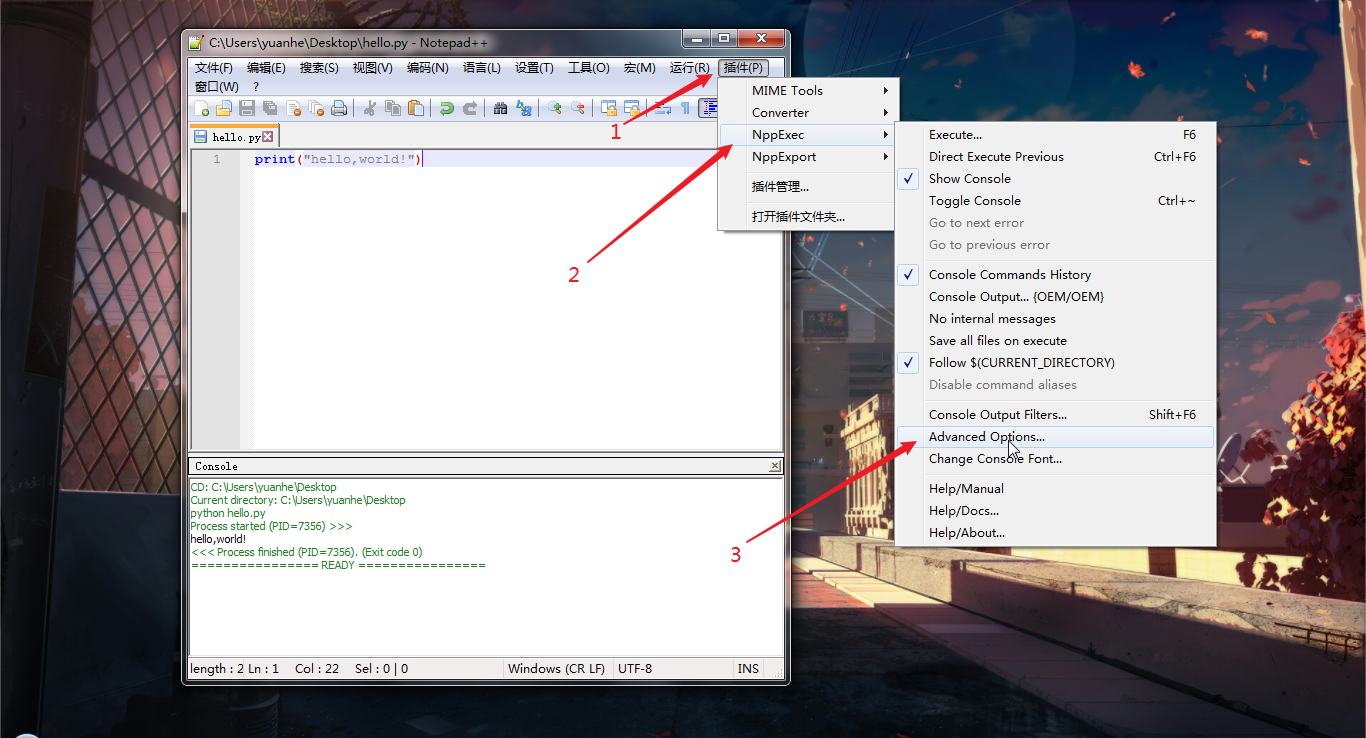 C:\Users\yuanhe\Desktop\hello.py - Notepad++
文件(F) 编辑(E) 搜索(S) 视图(V) 编码(N) 语言(L) 设置(T) 工具(O) 宏(M) 运行(R) 插件(P)
窗口(W) ?
hello.py
1 print("hello,world!")
MIME Tools
Converter
NppExec
NppExport
插件管理...
打开插件文件夹...
Execute... F6
Direct Execute Previous Ctrl+F6
Show Console
Toggle Console Ctrl+~
Go to next error
Go to previous error
Console Commands History
Console Output... {OEM/OEM}
No internal messages
Save all files on execute
Follow $(CURRENT_DIRECTORY)
Disable command aliases
Console Output Filters... Shift+F6
Advanced Options...
Change Console Font...
Help/Manual
Help/Docs...
Help/About...
1
2
3
Console
CD: C:\Users\yuanhe\Desktop
Current directory: C:\Users\yuanhe\Desktop
python hello.py
Process started (PID=7356) >>>
hello,world!
<<< Process finished (PID=7356). (Exit code 0)
================ READY ================
length : 2 Ln : 1 Col : 22 Sel : 0 | 0 Windows (CR LF) UTF-8 INS